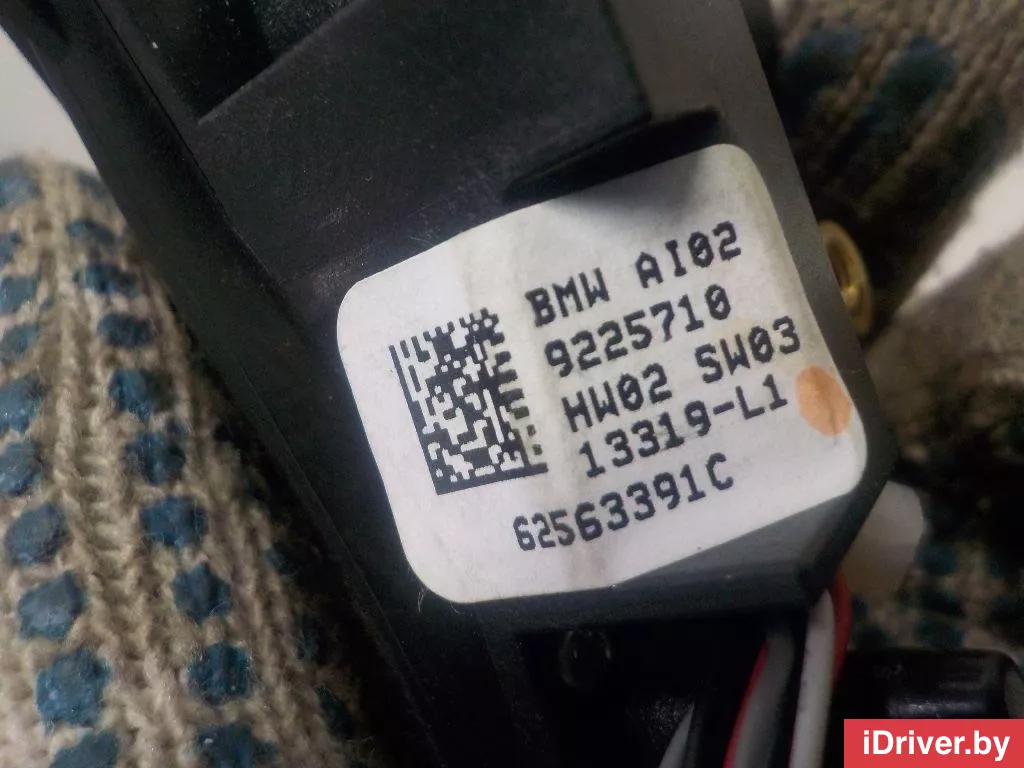 BMW AI02
9225710
HW02 SW03
13319-L1
62563391C
iDriver.by